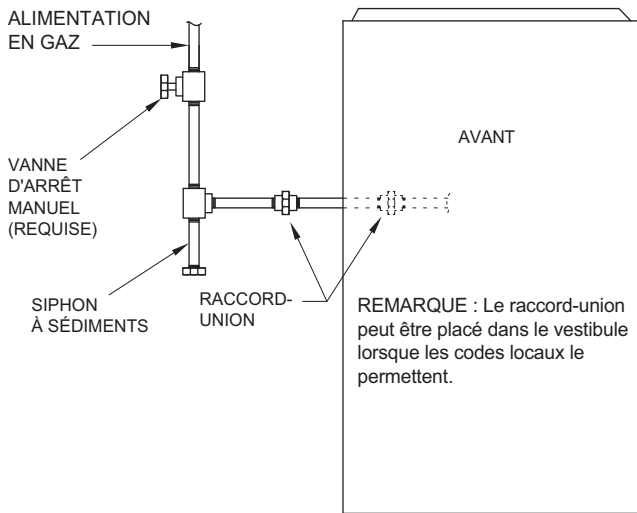 ALIMENTATION
EN GAZ
VANNE
D'ARRÊT
MANUEL
(REQUISE)
AVANT
SIPHON
À SÉDIMENTS
RACCORD-
UNION
REMARQUE : Le raccord-union
peut être placé dans le vestibule
lorsque les codes locaux le
permettent.